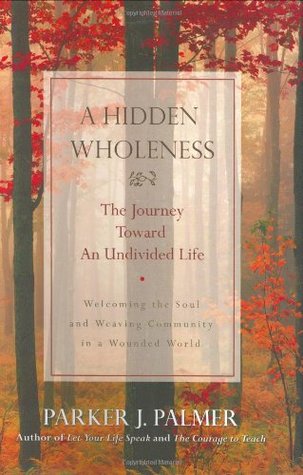 A HIDDEN
WHOLENESS
The Journey
Toward
An Undivided Life
Welcoming the Soul
and Weaving Community
in a Wounded World
PARKER J. PALMER
Author of Let Your Life Speak and The Courage to Teach